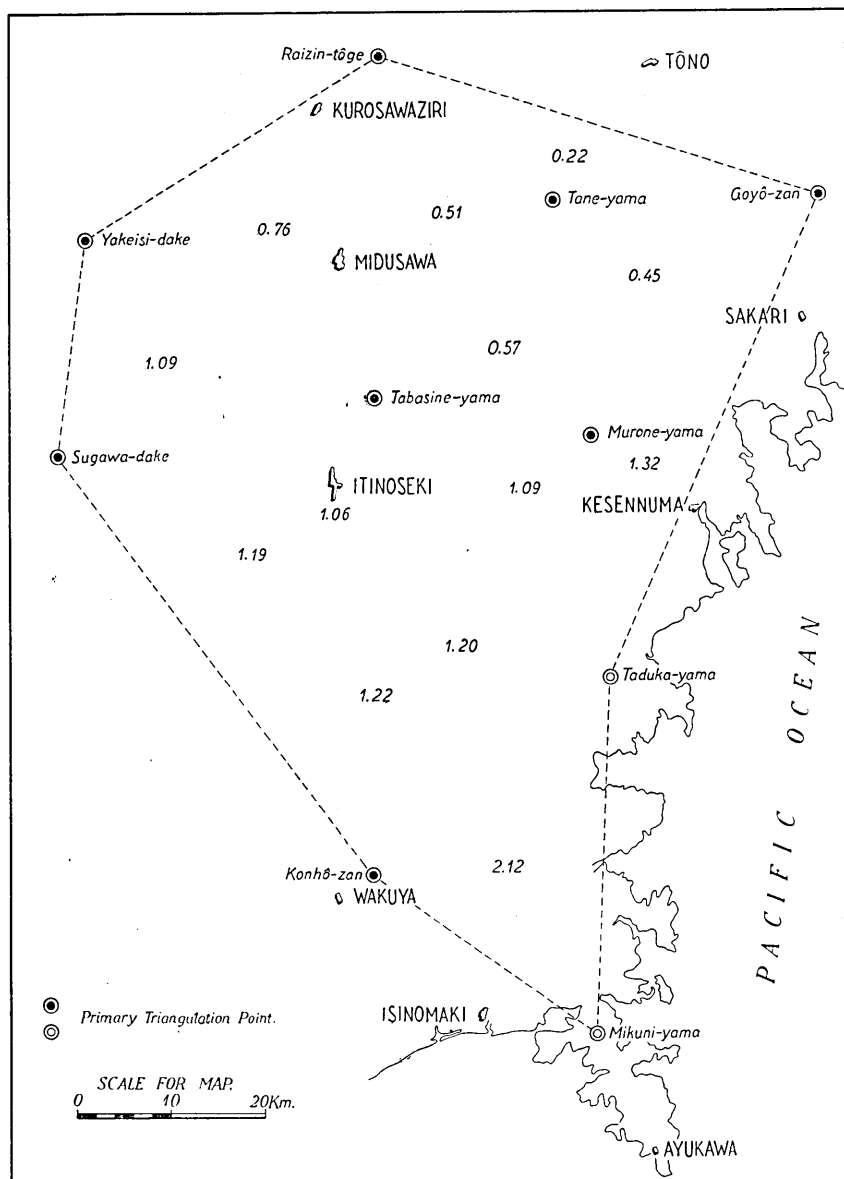 Raizin-tôge
TÔNO
KUROSAWAZIRI
0.22
Tane-yama
Goyô-zan
0.51
0.76
Yakeisi-dake
MIDUSAWA
0.45
SAKARI
0.57
1.09
Tabasine-yama
Murone-yama
Sugawa-dake
1.32
ITINOSEKI
1.09
KESENNUMA
1.06
1.19
1.20
Taduka-yama
1.22
PACIFIC OCEAN
2.12
Konhô-zan
WAKUYA
Primary Triangulation Point.
ISINOMAKI
Mikuni-yama
SCALE FOR MAP.
0 10 20Km.
AYUKAWA